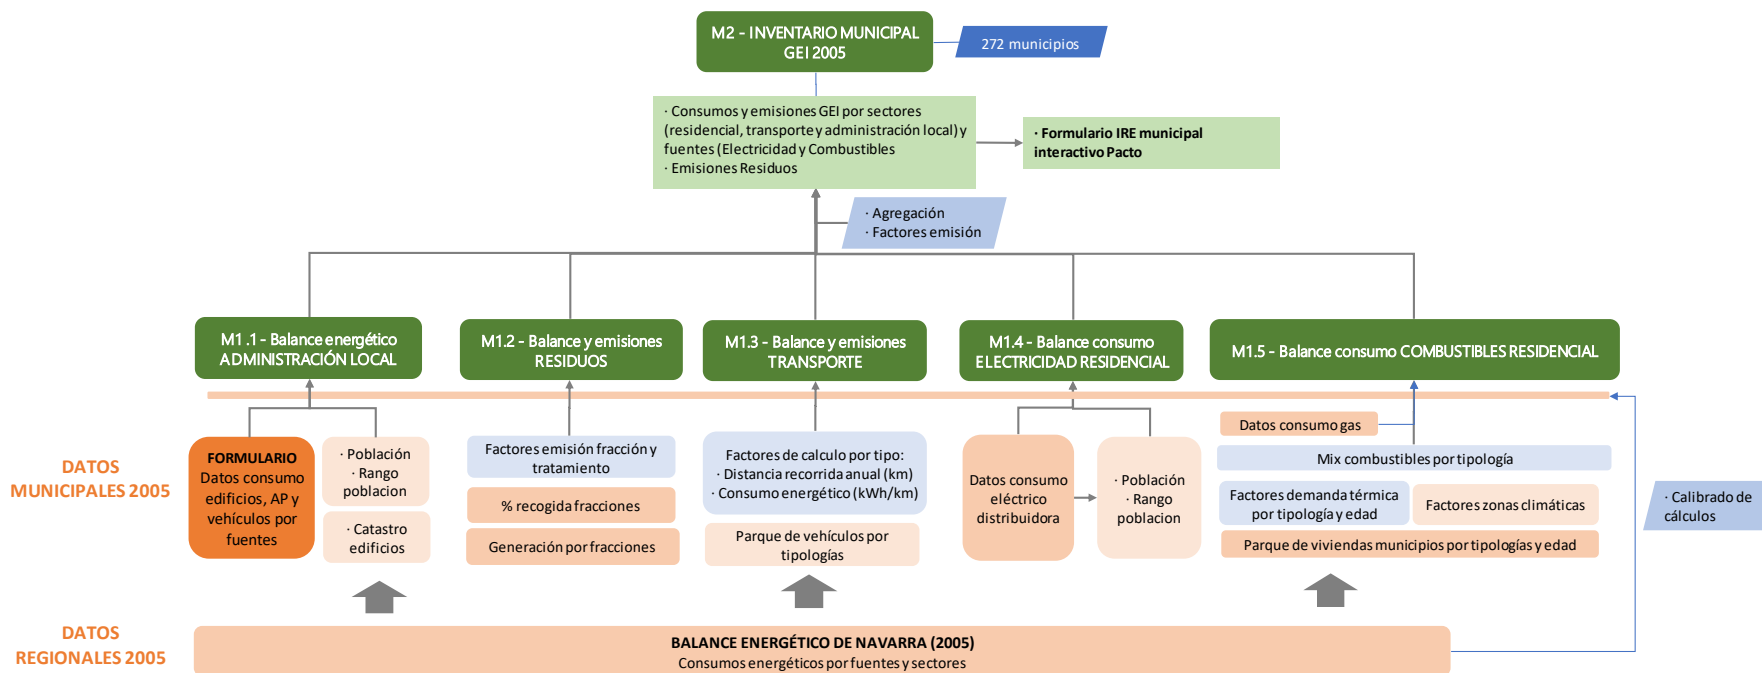 M2 - INVENTARIO MUNICIPAL
GEI 2005
272 municipios
· Consumos y emisiones GEI por sectores
(residencial, transporte y administración local) y
fuentes (Electricidad y Combustibles
· Emisiones Residuos
· Formulario IRE municipal
interactivo Pacto
· Agregación
· Factores emisión
M1 .1 - Balance energético
ADMINISTRACIÓN LOCAL
M1.2 - Balance y emisiones
RESIDUOS
M1.3 - Balance y emisiones
TRANSPORTE
M1.4 - Balance consumo
ELECTRICIDAD RESIDENCIAL
M1.5 - Balance consumo COMBUSTIBLES RESIDENCIAL
DATOS
MUNICIPALES 2005
FORMULARIO
Datos consumo
edificios, AP y
vehículos por
fuentes
· Población
· Rango
poblacion
· Catastro
edificios
Factores emisión fracción y
tratamiento
% recogida fracciones
Generación por fracciones
Factores de calculo por tipo:
· Distancia recorrida anual (km)
· Consumo energético (kWh/km)
Parque de vehículos por
tipologías
Datos consumo
eléctrico
distribuidora
· Población
· Rango
poblacion
Datos consumo gas
Mix combustibles por tipología
Factores demanda térmica
por tipología y edad
Factores zonas climáticas
Parque de viviendas municipios por tipologías y edad
· Calibrado de
cálculos
DATOS
REGIONALES 2005
BALANCE ENERGÉTICO DE NAVARRA (2005)
Consumos energéticos por fuentes y sectores